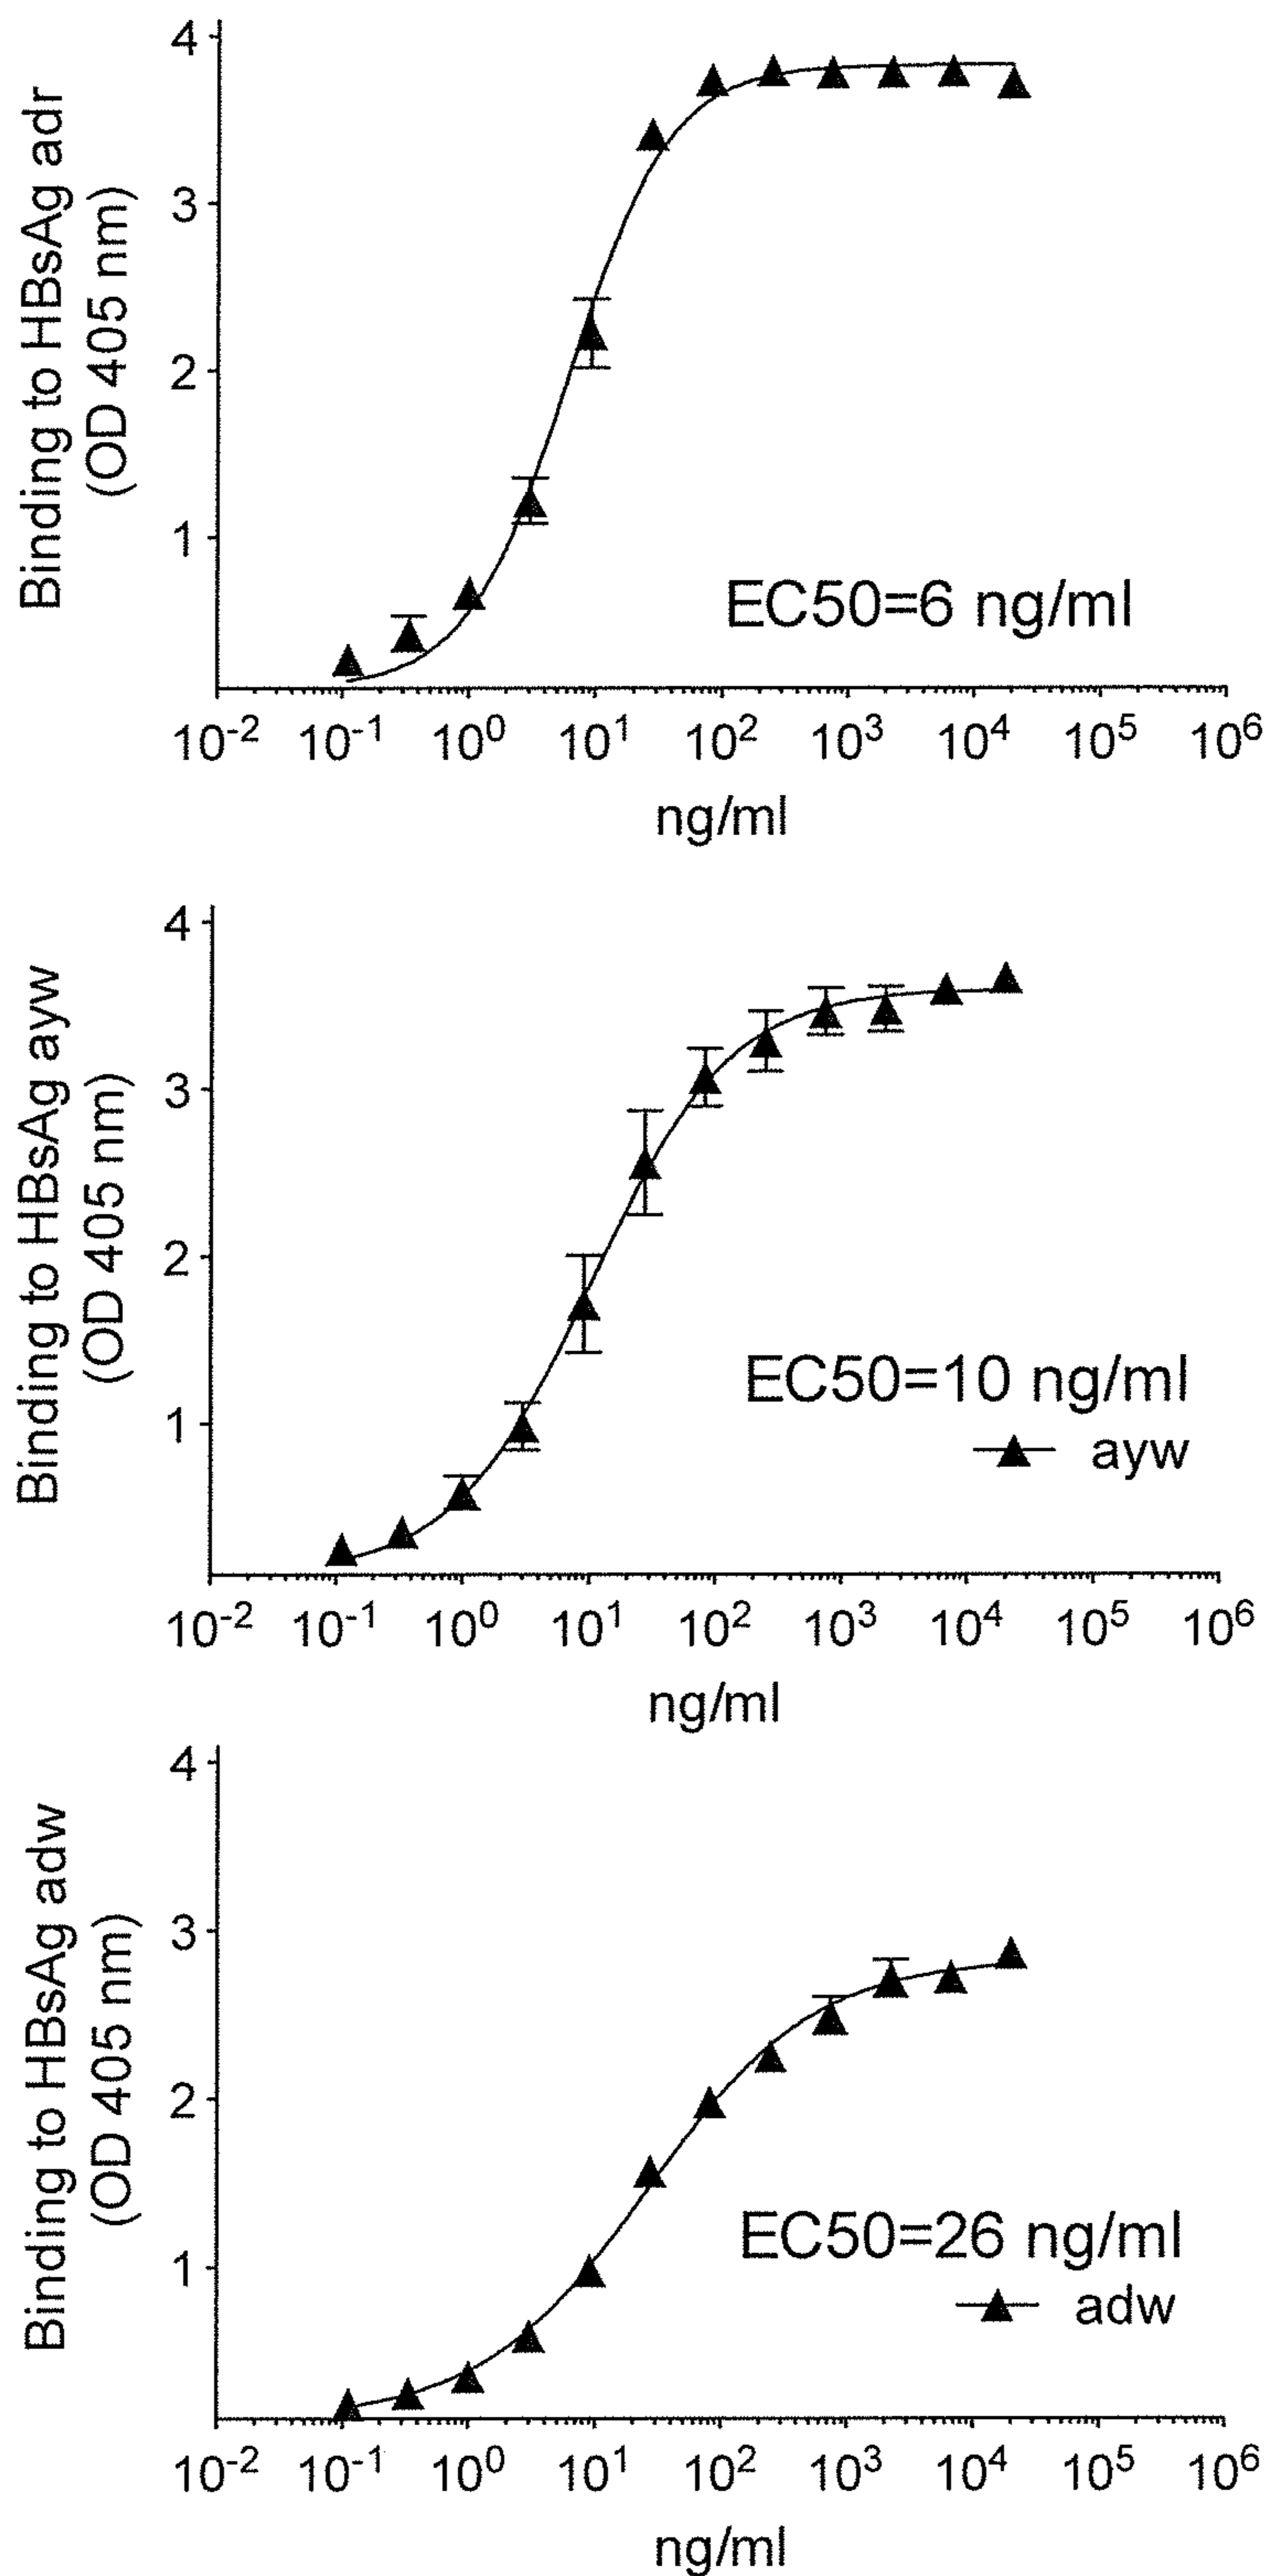 Binding to HBsAg adr
(OD 405 nm)
4
3
2
1
EC50=6 ng/ml
10-2 10-1 100 101 102 103 104 105 106
ng/ml
Binding to HBsAg ayw
(OD 405 nm)
4
3
2
1
EC50=10 ng/ml
ayw
10-2 10-1 100 101 102 103 104 105 106
ng/ml
Binding to HBsAg adw
(OD 405 nm)
4
3
2
1
EC50=26 ng/ml
adw
10-2 10-1 100 101 102 103 104 105 106
ng/ml